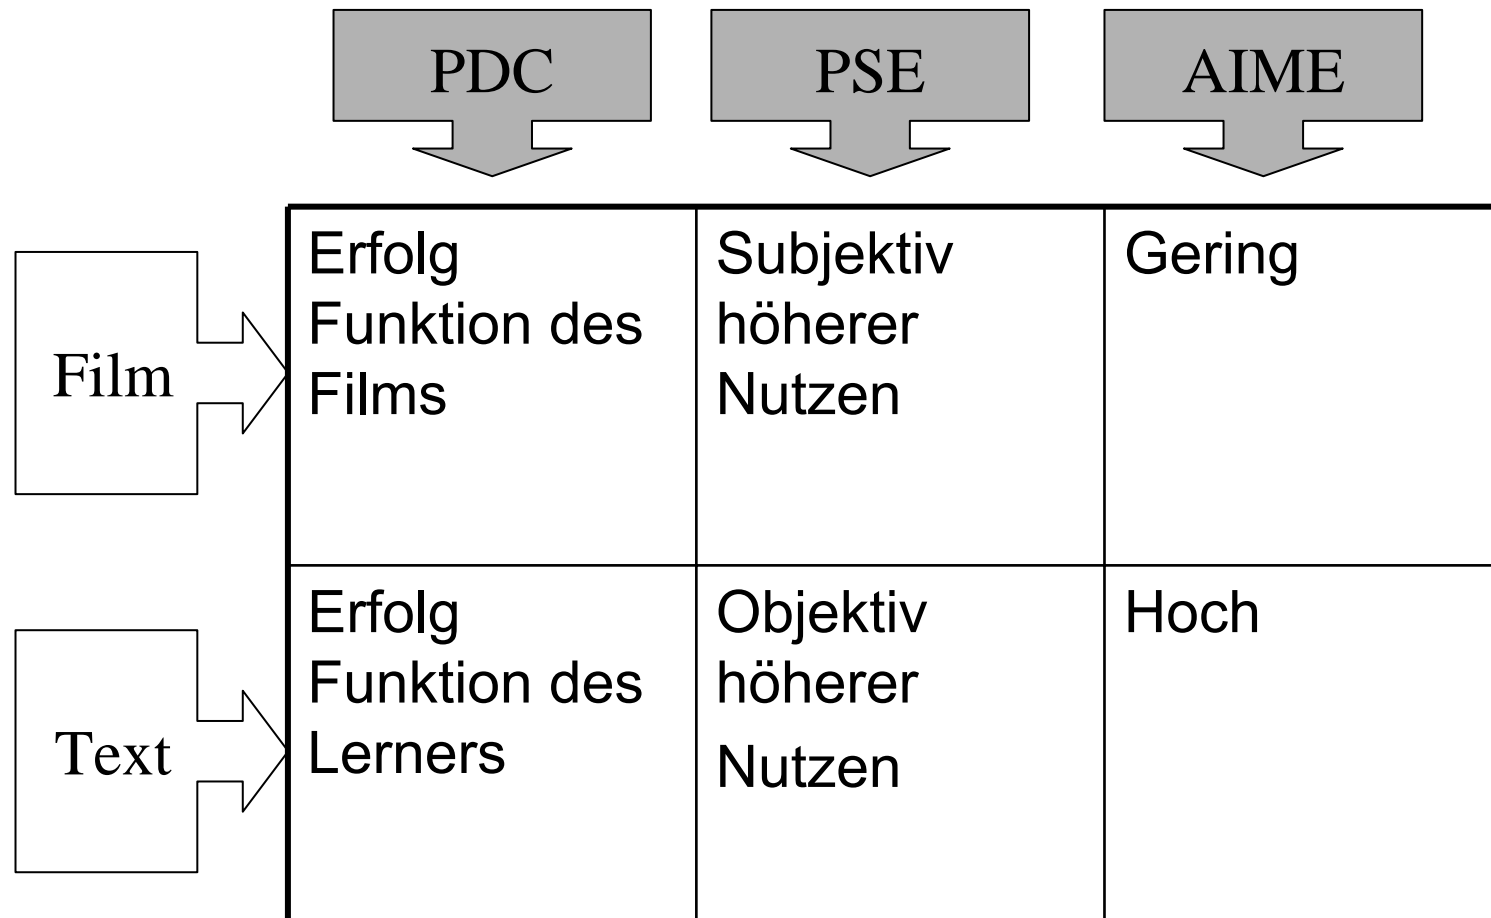 PDC
PSE
AIME
Film
Erfolg
Funktion des
Films
Subjektiv
höherer
Nutzen
Gering
Text
Erfolg
Funktion des
Lerners
Objektiv
höherer
Nutzen
Hoch